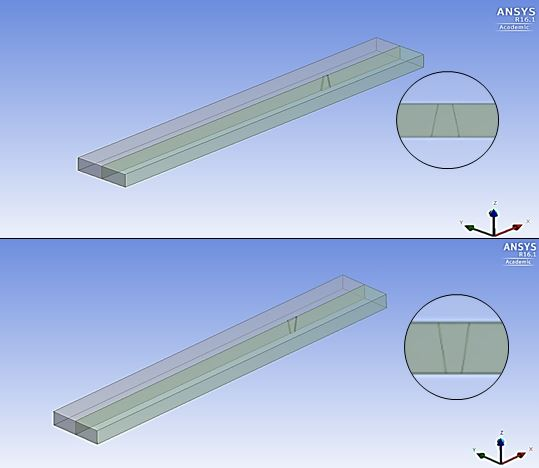 ANSYS
R16.1
Academic
Z
Y
X
ANSYS
R16.1
Academic
Z
Y
X